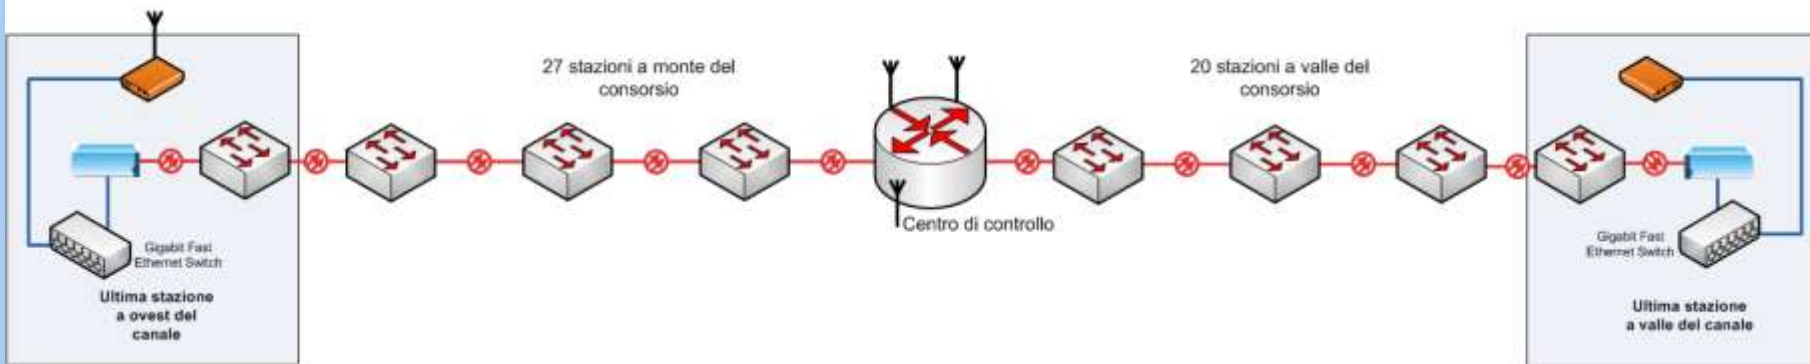 27 stazioni a monte del
consorsio
20 stazioni a valle del
consorsio
Centro di controllo
Gigabit Fast
Ethernet Switch
Ultima stazione
a ovest del
canale
Gigabit Fast
Ethernet Switch
Ultima stazione
a valle del canale